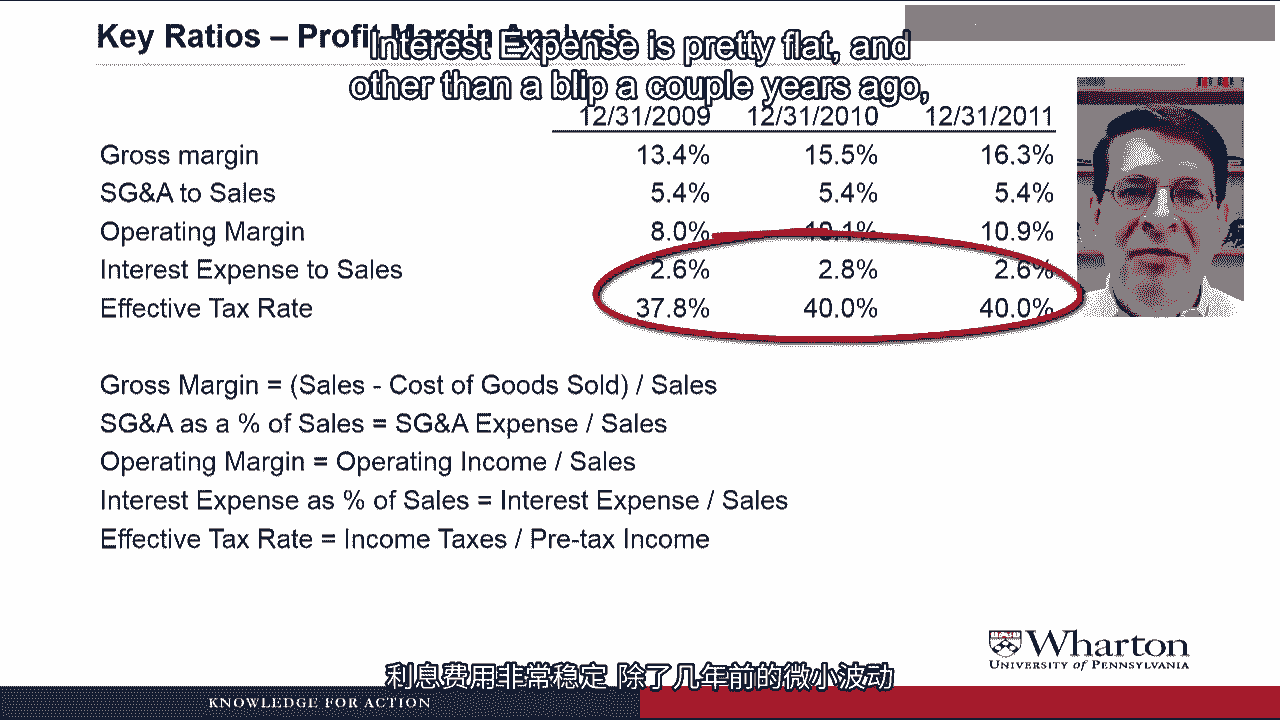 Key Ratios – Profit Margin Analysis
Interest Expense is pretty flat, and
other than a blip a couple years ago,
12/31/2009 12/31/2010 12/31/2011
Gross margin 13.4% 15.5% 16.3%
SG&A to Sales 5.4% 5.4% 5.4%
Operating Margin 8.0% 10.1% 10.9%
Interest Expense to Sales 2.6% 2.8% 2.6%
Effective Tax Rate 37.8% 40.0% 40.0%
Gross Margin = (Sales - Cost of Goods Sold) / Sales
SG&A as a % of Sales = SG&A Expense / Sales
Operating Margin = Operating Income / Sales
Interest Expense as % of Sales = Interest Expense / Sales
Effective Tax Rate = Income Taxes / Pre-tax Income
Wharton
UNIVERSITY of PENNSYLVANIA
利息费用非常稳定 除了几年前的微小波动
KNOWLEDGE FOR ACTION